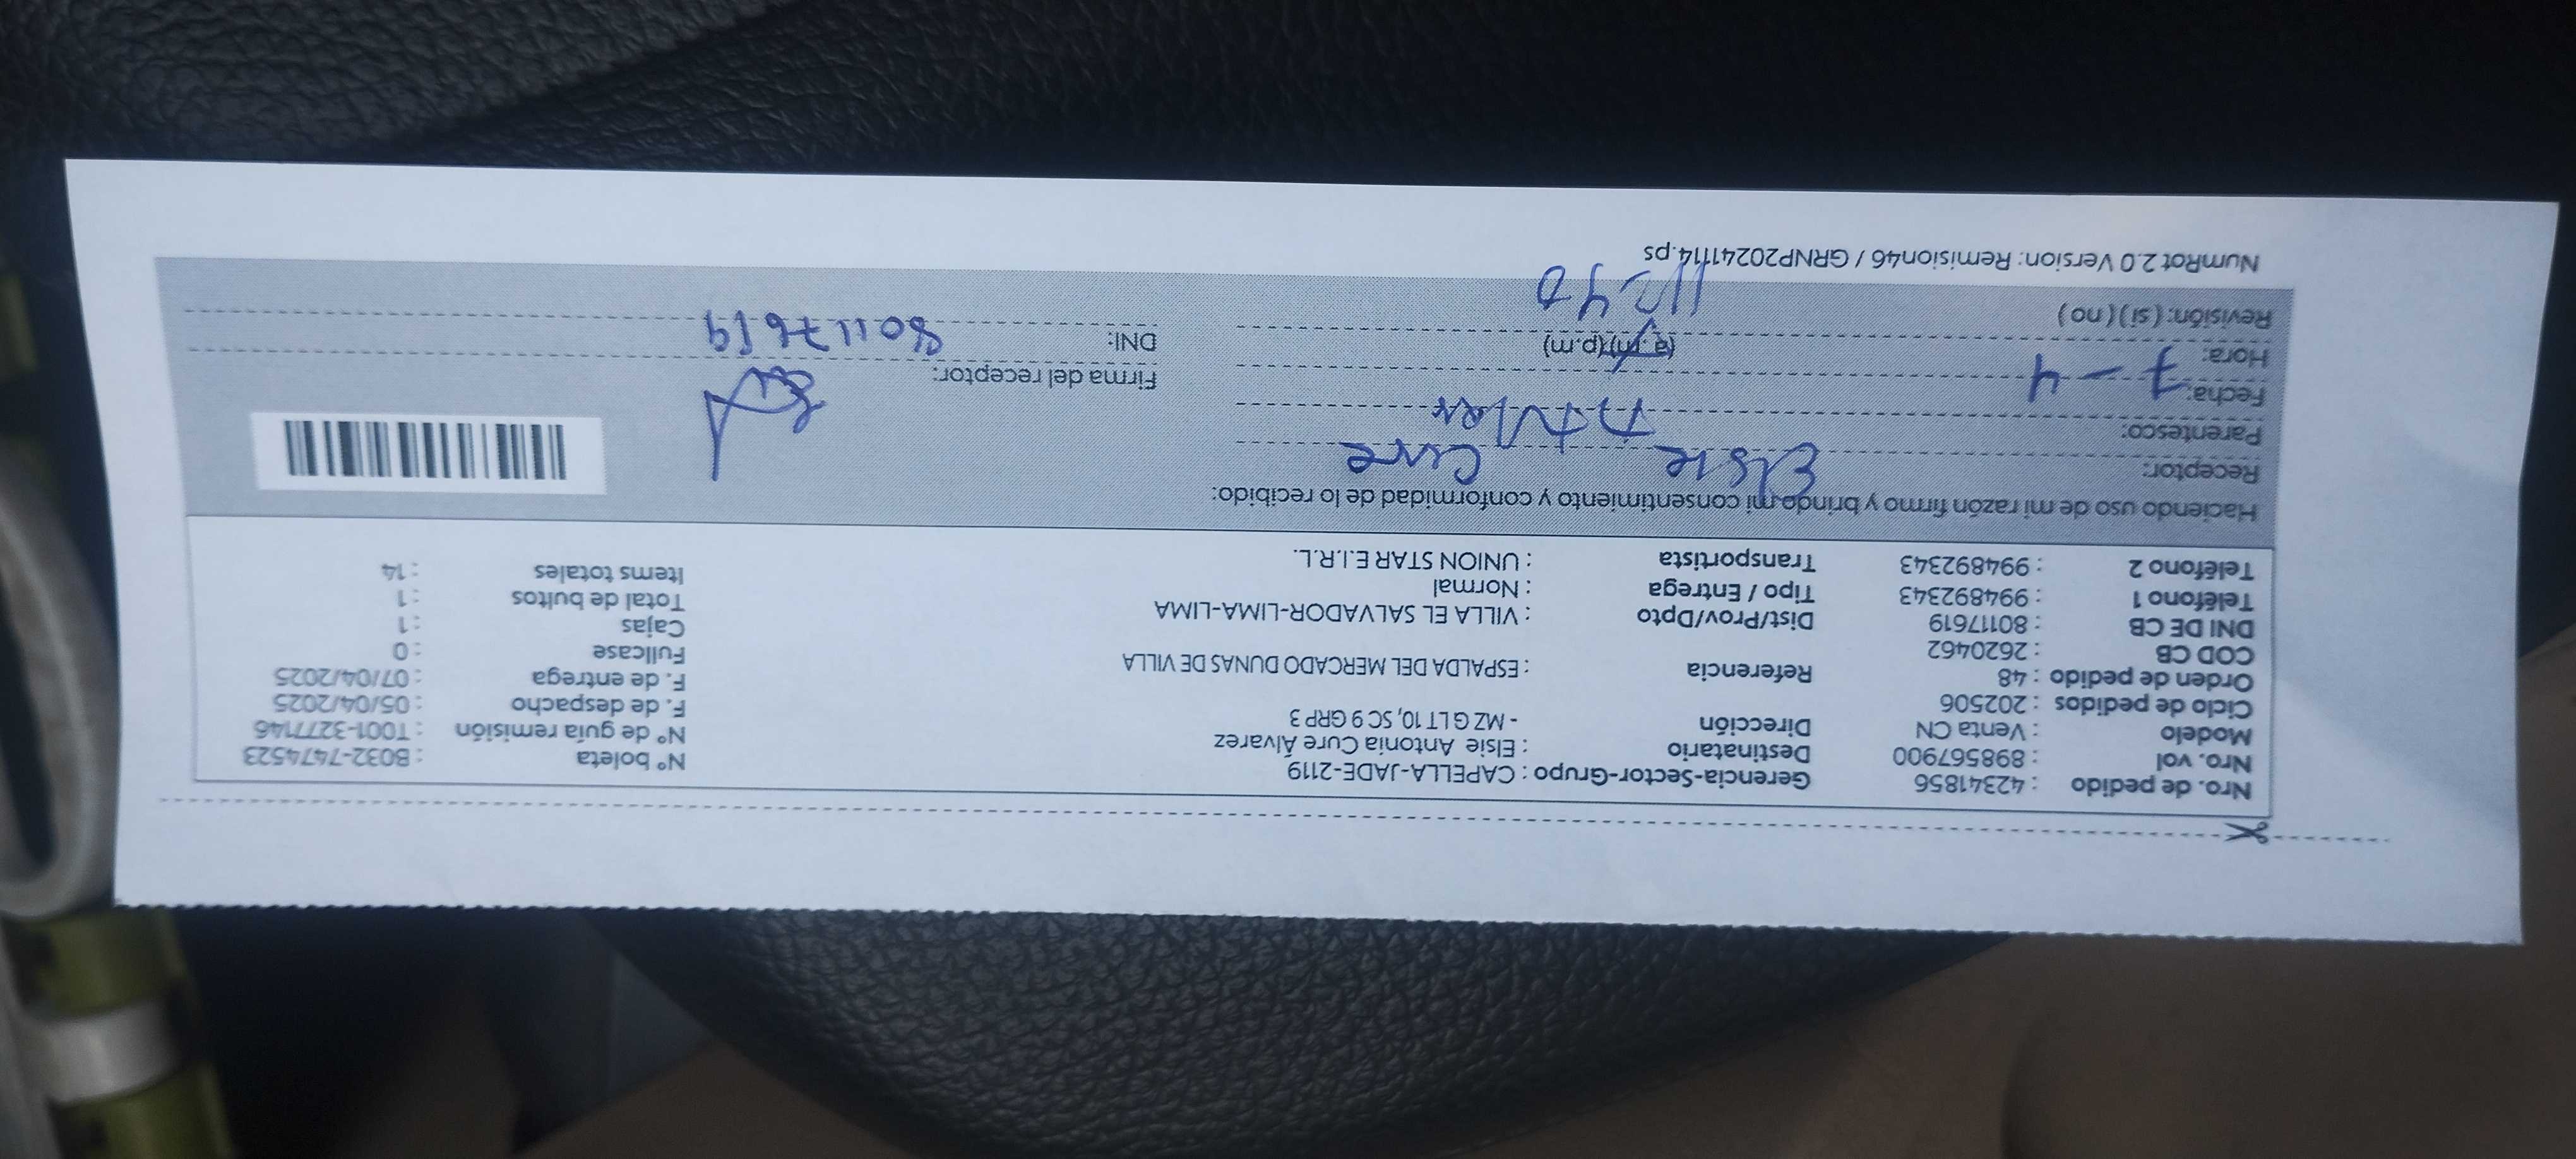 Nro. de pedido : 42341856 Gerencia-Sector-Grupo : CAPELLA-JADE-2119 N° boleta : B032-7474523
Nro. vol : 898567900 Destinatario : Elsie Antonia Cure Álvarez N° de guía remisión : T001-3277146
Modelo : Venta CN Dirección - MZ G LT 10, SC 9 GRP 3 F. de despacho : 05/04/2025
Ciclo de pedidos : 202506 F. de entrega : 07/04/2025
Orden de pedido : 48 Referencia : ESPALDA DEL MERCADO DUNAS DE VILLA Fullcase : 0
COD CB : 2620462 Cajas : 1
DNI DE CB : 80117619 Dist/Prov/Dpto : VILLA EL SALVADOR-LIMA-LIMA Total de bultos : 1
Teléfono 1 : 994892343 Tipo / Entrega : Normal Items totales : 14
Teléfono 2 : 994892343 Transportista : UNION STAR E.I.R.L.
Haciendo uso de mi razón firmo y brindo mi consentimiento y conformidad de lo recibido:
Receptor: Elsie Cure
Parentesco:
Fecha: 7-4 Firma del receptor:
Hora: (a.m)(p.m) DNI: 80117619
Revisión: ( si ) ( no ) 11-40
NumRot 2.0 Version: Remision46 / GRNP20241114.ps